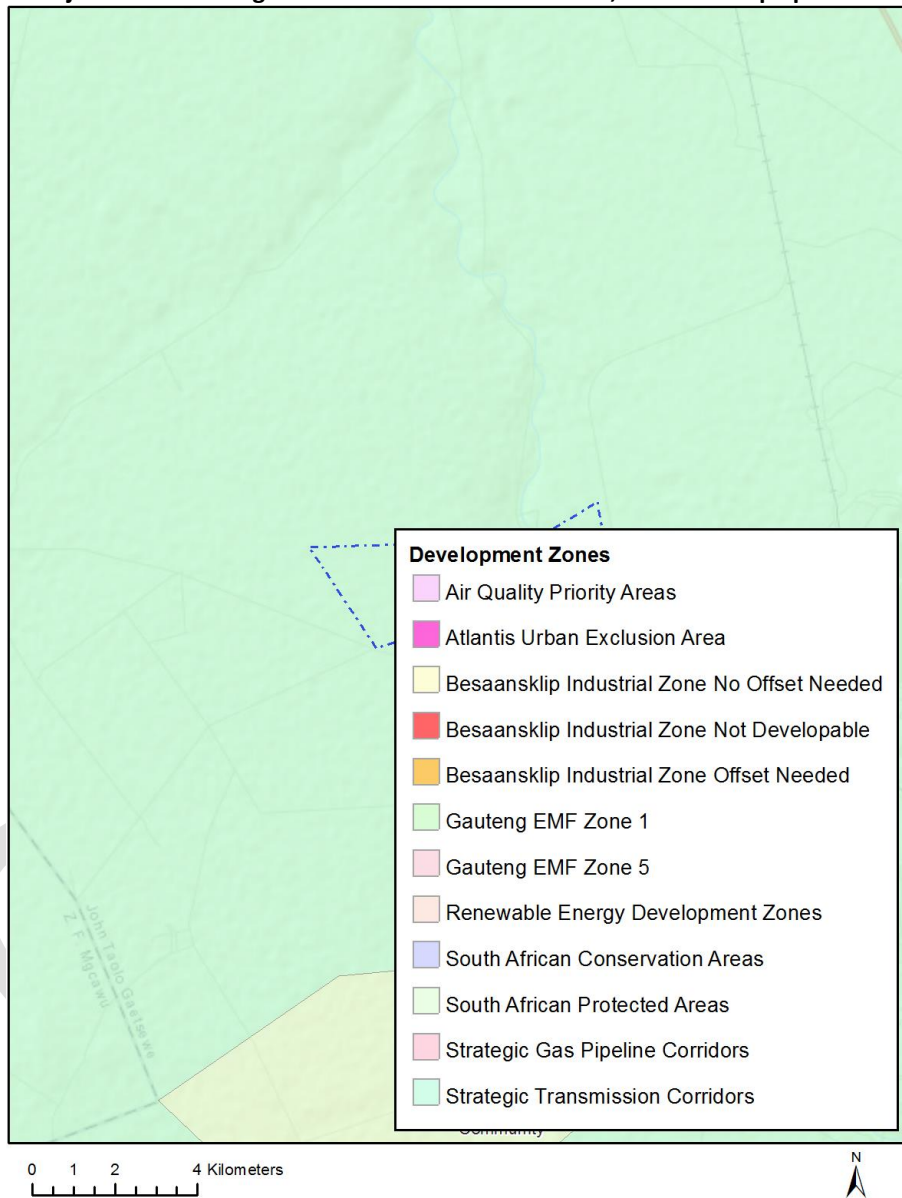 Development Zones
Air Quality Priority Areas
Atlantis Urban Exclusion Area
Besaansklip Industrial Zone No Offset Needed
Besaansklip Industrial Zone Not Developable
Besaansklip Industrial Zone Offset Needed
Gauteng EMF Zone 1
Gauteng EMF Zone 5
Renewable Energy Development Zones
South African Conservation Areas
South African Protected Areas
Strategic Gas Pipeline Corridors
Strategic Transmission Corridors
John Taolo Gaetsewe
Z. F. Mgcawu
Community
0 1 2 4 Kilometers
N